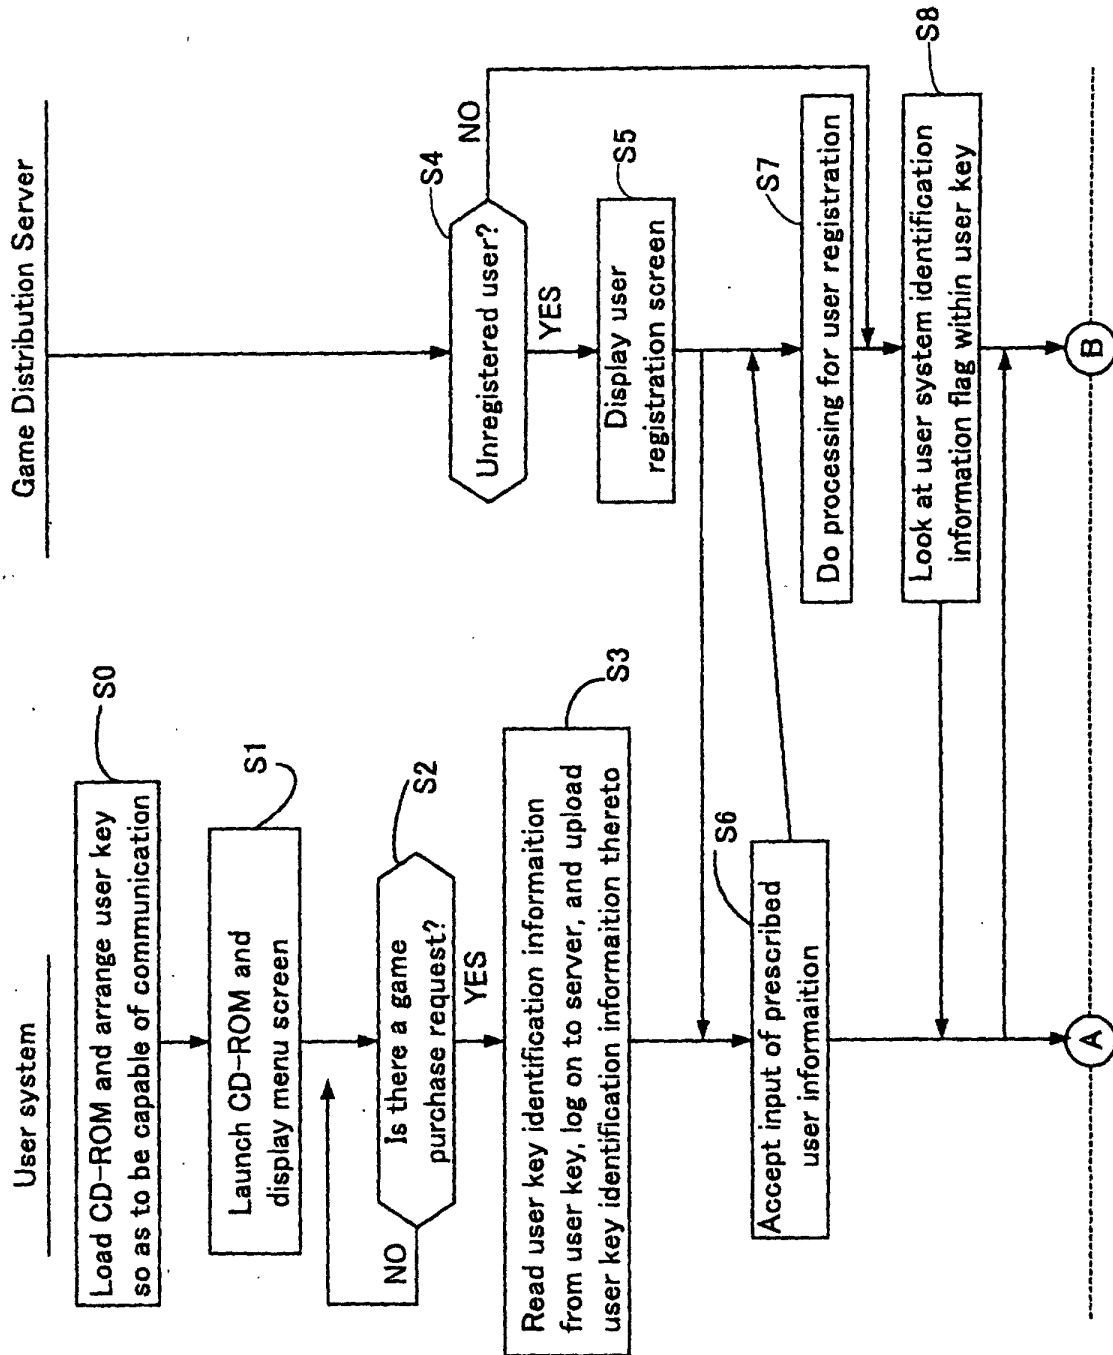 User system
Game Distribution Server
Load CD-ROM and arrange user key
so as to be capable of communication
S0
Launch CD-ROM and
display menu screen
S1
Is there a game
purchase request?
S2
NO
YES
Read user key identification informaition
from user key, log on to server, and upload
user key identification informaition thereto
S3
Unregistered user?
S4
NO
YES
Display user
registration screen
S5
Accept input of prescribed
user informaition
S6
Do processing for user registration
S7
Look at user system identification
information flag within user key
S8
A
B